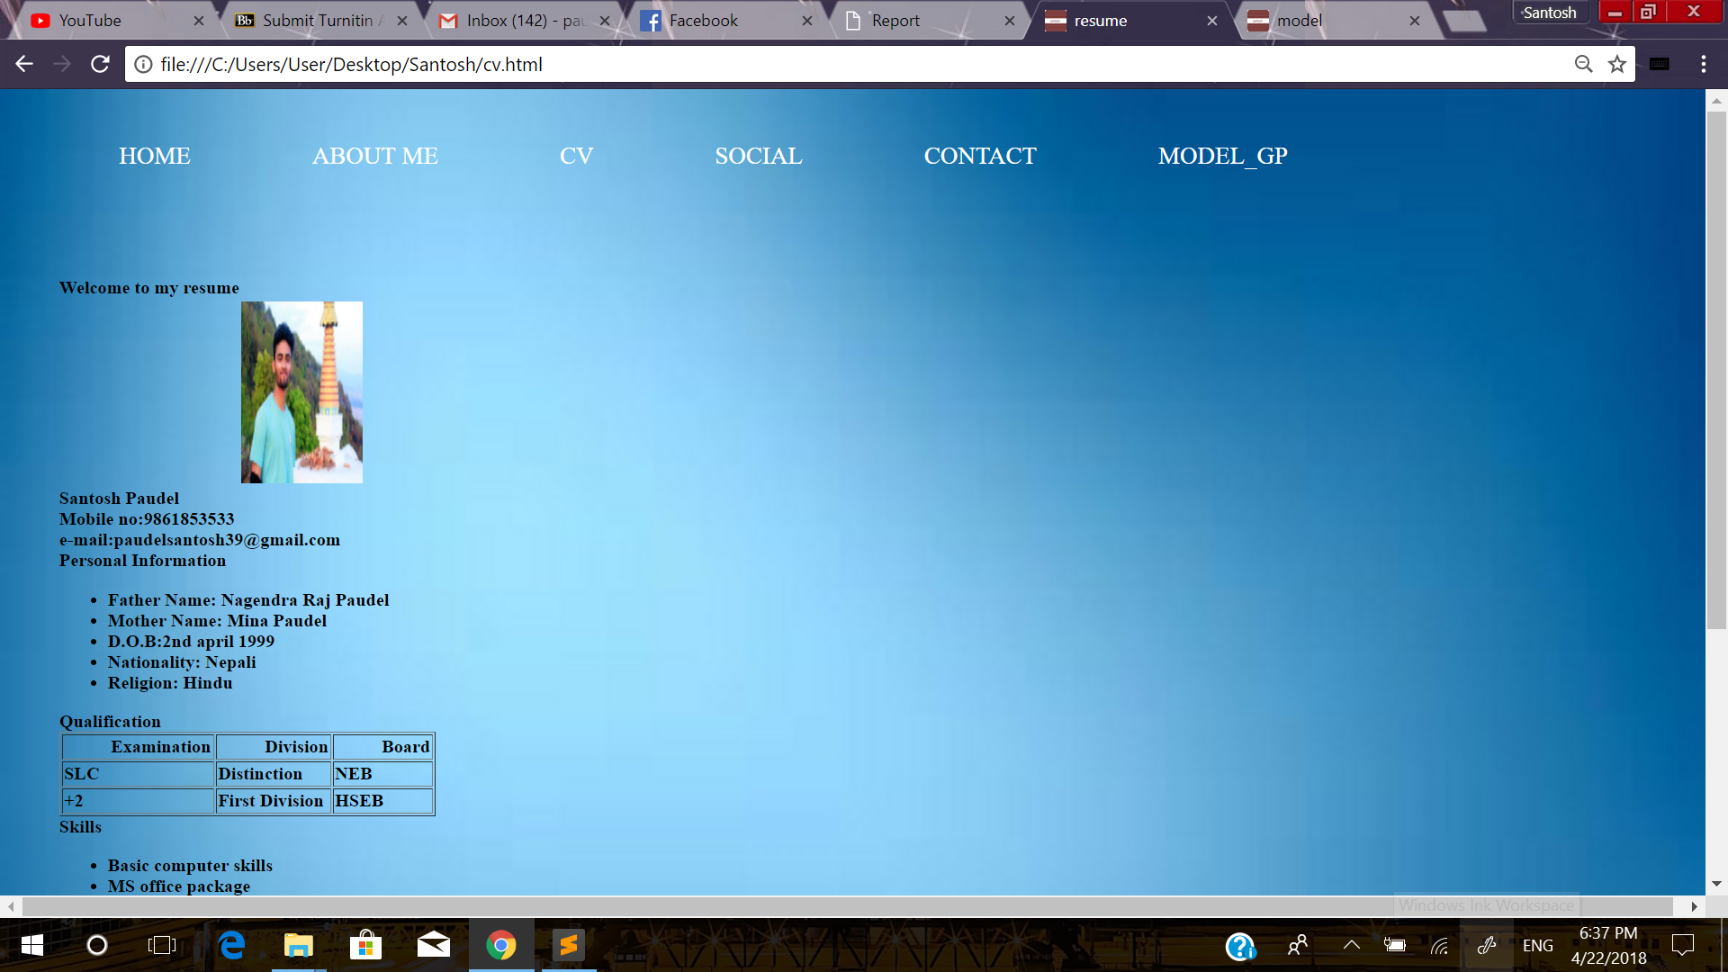 YouTube
Submit Turnitin
Inbox (142) - pau
Facebook
Report
resume
model
Santosh
file:///C:/Users/User/Desktop/Santosh/cv.html
HOME
ABOUT ME
CV
SOCIAL
CONTACT
MODEL_GP
Welcome to my resume
Santosh Paudel
Mobile no:9861853533
e-mail:paudelsantosh39@gmail.com
Personal Information
• Father Name: Nagendra Raj Paudel
• Mother Name: Mina Paudel
• D.O.B:2nd april 1999
• Nationality: Nepali
• Religion: Hindu
Qualification
Examination Division Board
SLC Distinction NEB
+2 First Division HSEB
Skills
• Basic computer skills
• MS office package
Windows Ink Workspace
ENG
6:37 PM
4/22/2018